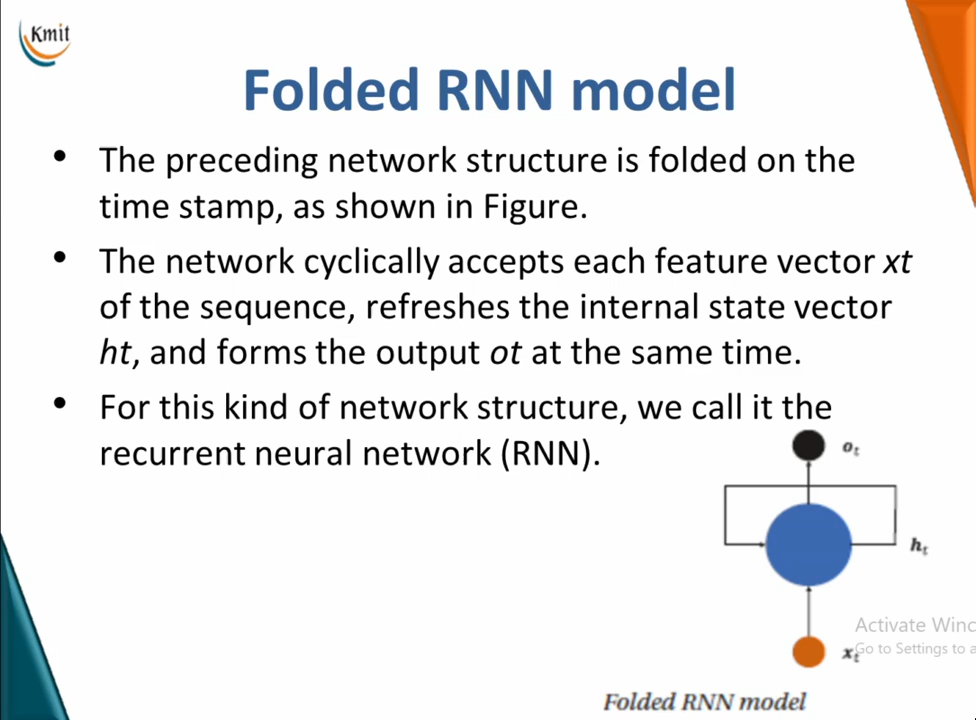 Kmit
Folded RNN model
• The preceding network structure is folded on the
time stamp, as shown in Figure.
• The network cyclically accepts each feature vector xt
of the sequence, refreshes the internal state vector
ht, and forms the output ot at the same time.
• For this kind of network structure, we call it the
recurrent neural network (RNN).
ot
ht
Activate Winc
xt Go to Settings to a
Folded RNN model